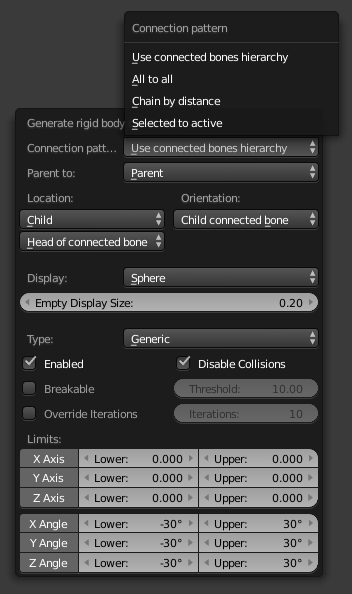 Connection pattern
Use connected bones hierarchy
All to all
Chain by distance
Selected to active
Generate rigid body
Connection patt... Use connected bones hierarchy
Parent to: Parent
Location: Orientation:
Child Child connected bone
Head of connected bone
Display: Sphere
Empty Display Size: 0.20
Type: Generic
Enabled Disable Collisions
Breakable Threshold: 10.00
Override Iterations Iterations: 10
Limits:
X Axis Lower: 0.000 Upper: 0.000
Y Axis Lower: 0.000 Upper: 0.000
Z Axis Lower: 0.000 Upper: 0.000
X Angle Lower: -30° Upper: 30°
Y Angle Lower: -30° Upper: 30°
Z Angle Lower: -30° Upper: 30°